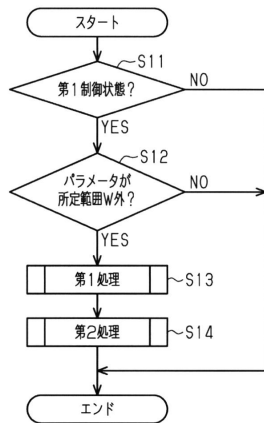 スタート
S11
第1制御状態?
NO
YES
S12
パラメータが
所定範囲W外?
NO
YES
第1処理
S13
第2処理
S14
エンド